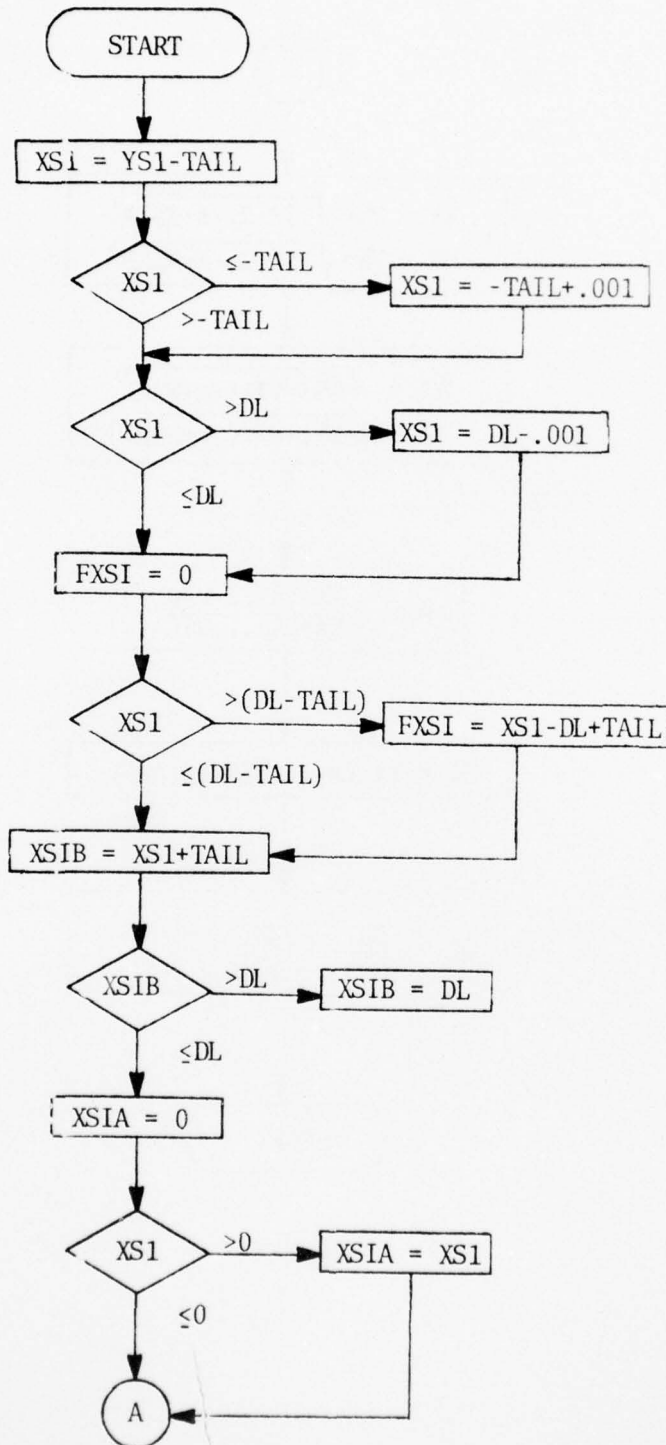 START
XS1 = YS1-TAIL
XS1
≤-TAIL
XS1 = -TAIL+.001
>-TAIL
XS1
>DL
XS1 = DL-.001
≤DL
FXSI = 0
XS1
>(DL-TAIL)
FXSI = XS1-DL+TAIL
≤(DL-TAIL)
XSIB = XS1+TAIL
XSIB
>DL
XSIB = DL
≤DL
XSIA = 0
XS1
>0
XSIA = XS1
≤0
A